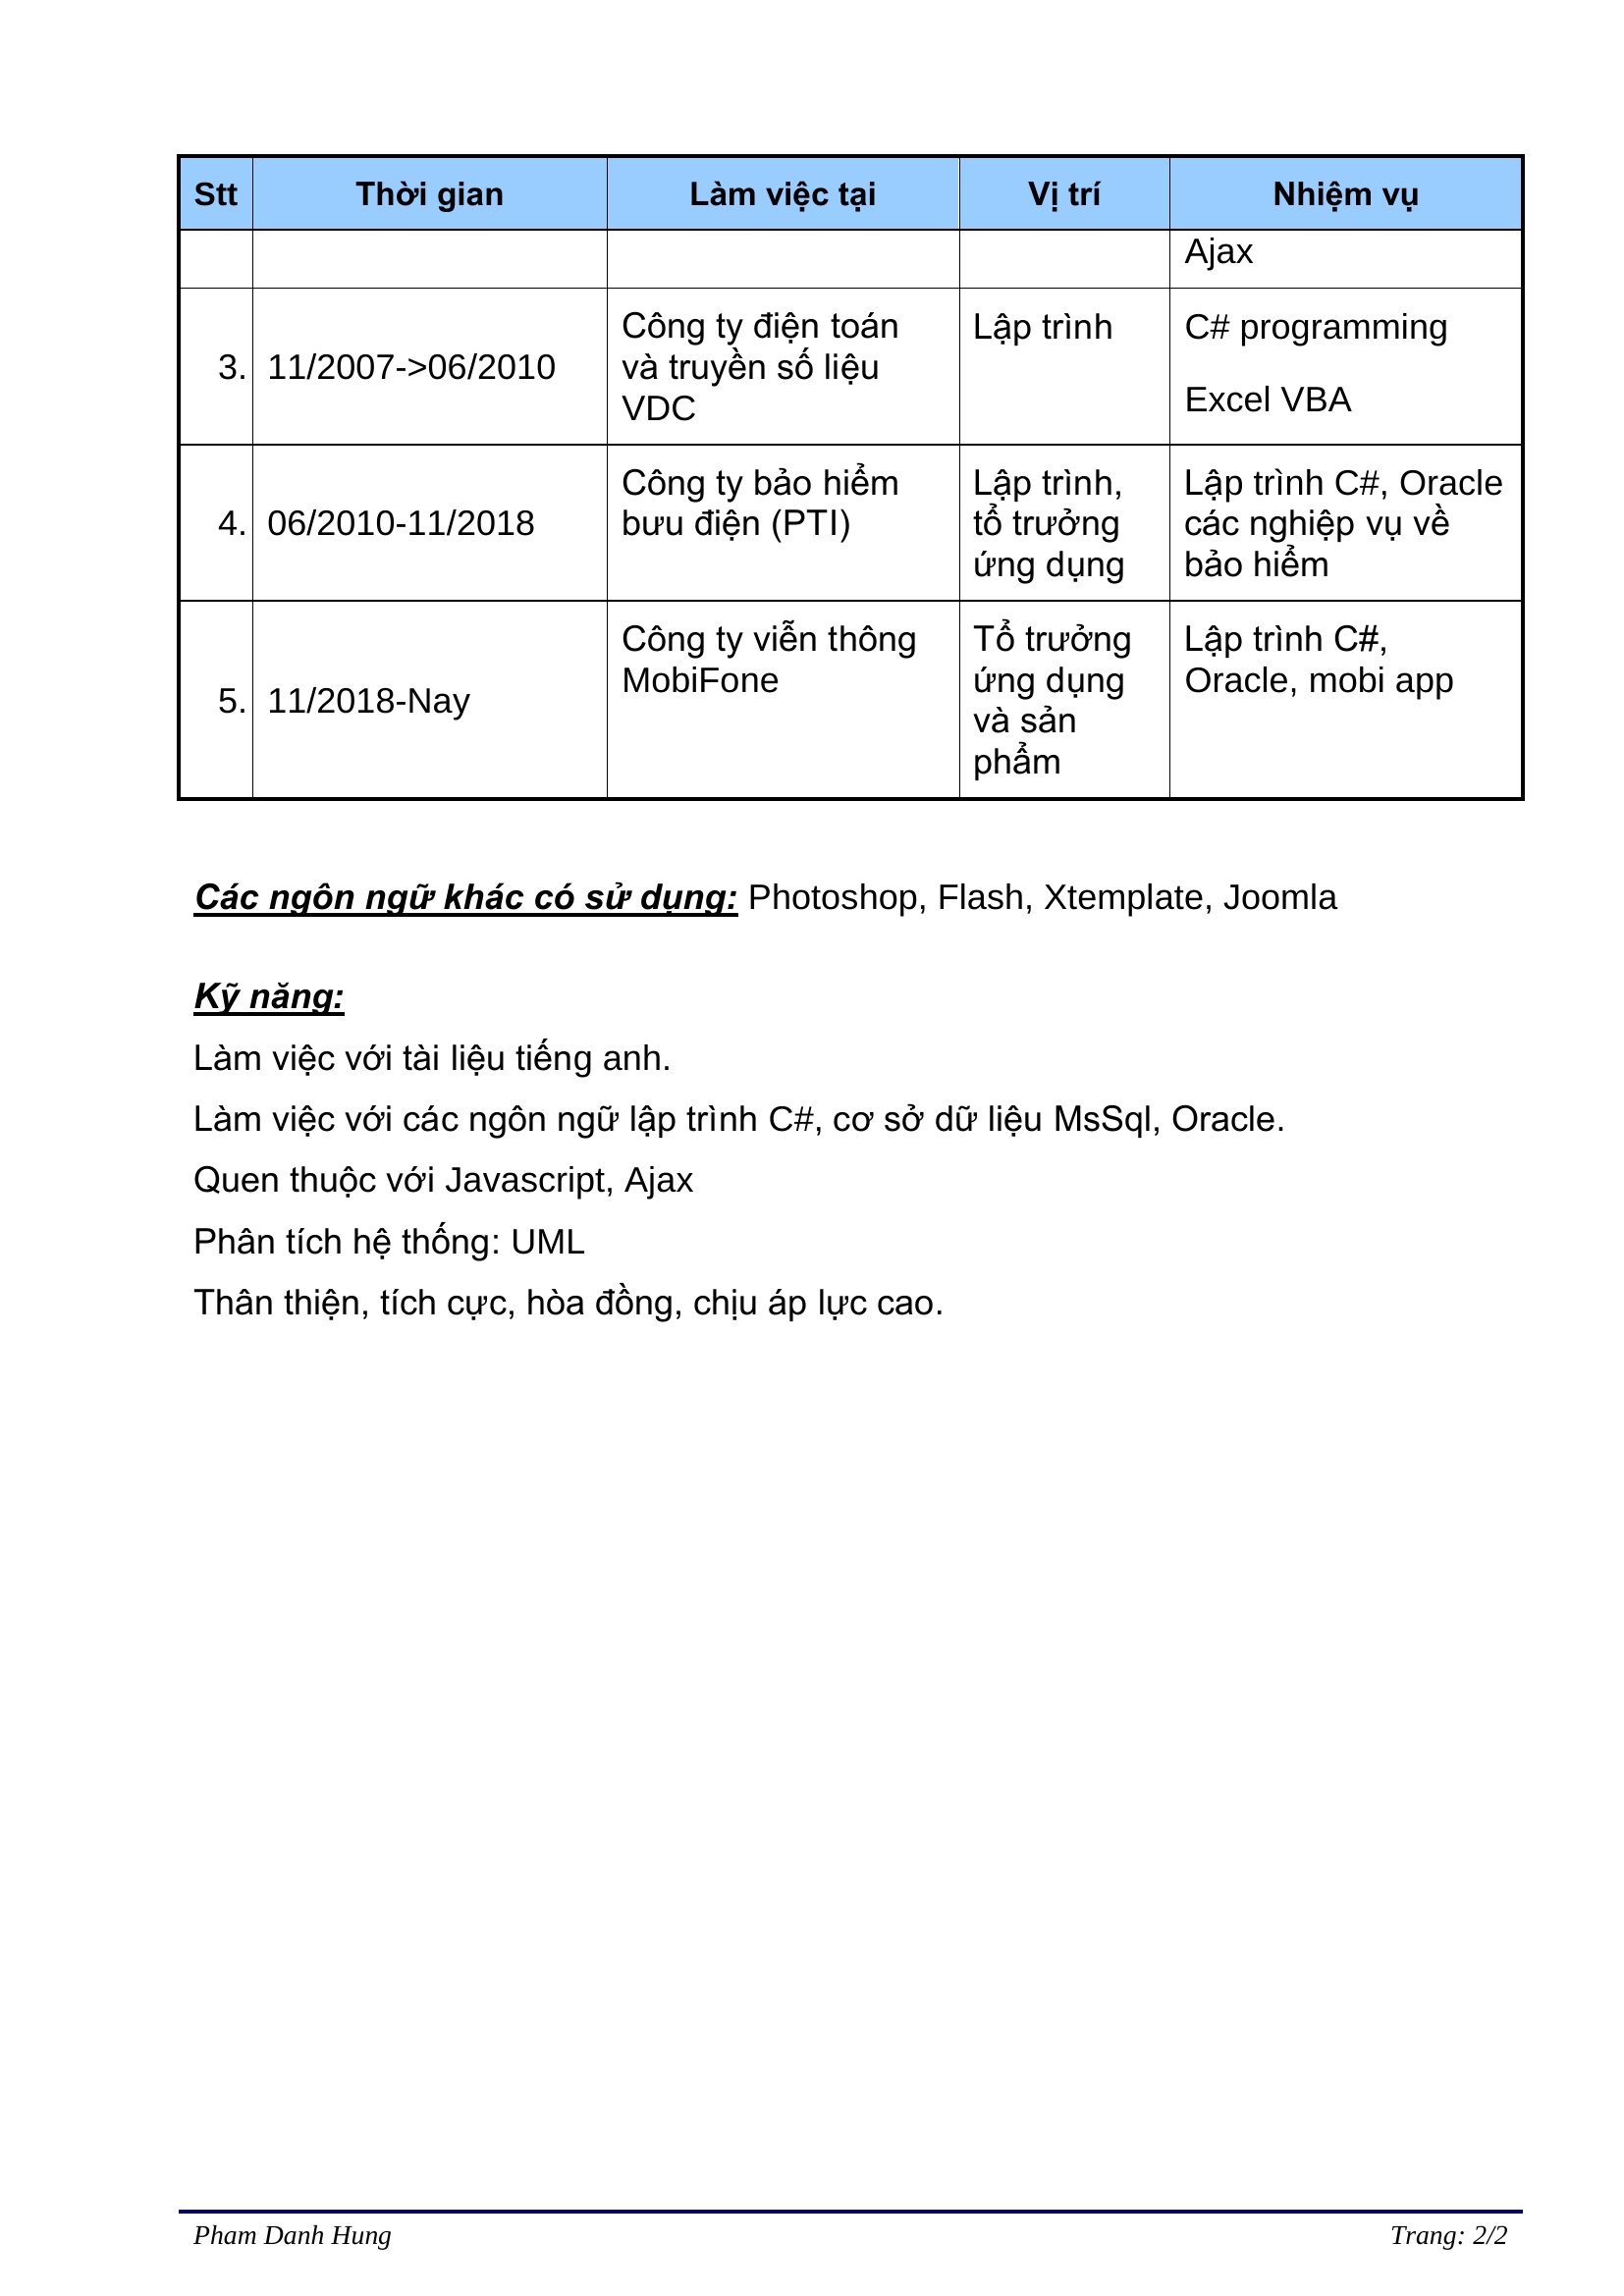 Stt Thời gian Làm việc tại Vị trí Nhiệm vụ
Ajax
3. 11/2007->06/2010 Công ty điện toán và truyền số liệu VDC Lập trình C# programming Excel VBA
4. 06/2010-11/2018 Công ty bảo hiểm bưu điện (PTI) Lập trình, tổ trưởng ứng dụng Lập trình C#, Oracle các nghiệp vụ về bảo hiểm
5. 11/2018-Nay Công ty viễn thông MobiFone Tổ trưởng ứng dụng và sản phẩm Lập trình C#, Oracle, mobi app
Các ngôn ngữ khác có sử dụng: Photoshop, Flash, Xtemplate, Joomla
Kỹ năng:
Làm việc với tài liệu tiếng anh.
Làm việc với các ngôn ngữ lập trình C#, cơ sở dữ liệu MsSql, Oracle.
Quen thuộc với Javascript, Ajax
Phân tích hệ thống: UML
Thân thiện, tích cực, hòa đồng, chịu áp lực cao.
Pham Danh Hung Trang: 2/2